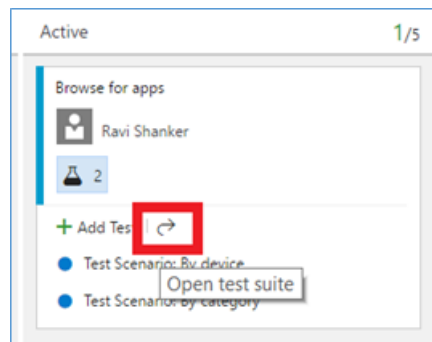 Active 1/5
Browse for apps
Ravi Shanker
2
+ Add Tes
Test Scenario: By device
Open test suite
Test Scenario: By category